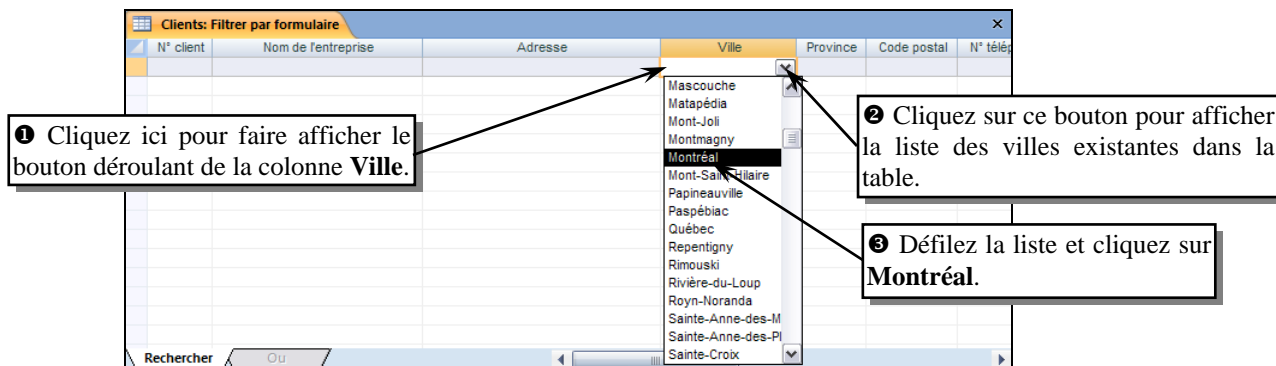 Clients: Filtrer par formulaire
N° client Nom de l'entreprise Adresse Ville Province Code postal N° télép
Mascouche
Matapédia
Mont-Joli
Montmagny
Montréal
Mont-Saint-Hilaire
Papineauville
Paspébiac
Québec
Repentigny
Rimouski
Rivière-du-Loup
Royn-Noranda
Sainte-Anne-des-M
Sainte-Anne-des-Pl
Sainte-Croix
❶ Cliquez ici pour faire afficher le
bouton déroulant de la colonne Ville.
❷ Cliquez sur ce bouton pour afficher
la liste des villes existantes dans la
table.
❸ Défilez la liste et cliquez sur
Montréal.
Rechercher Ou